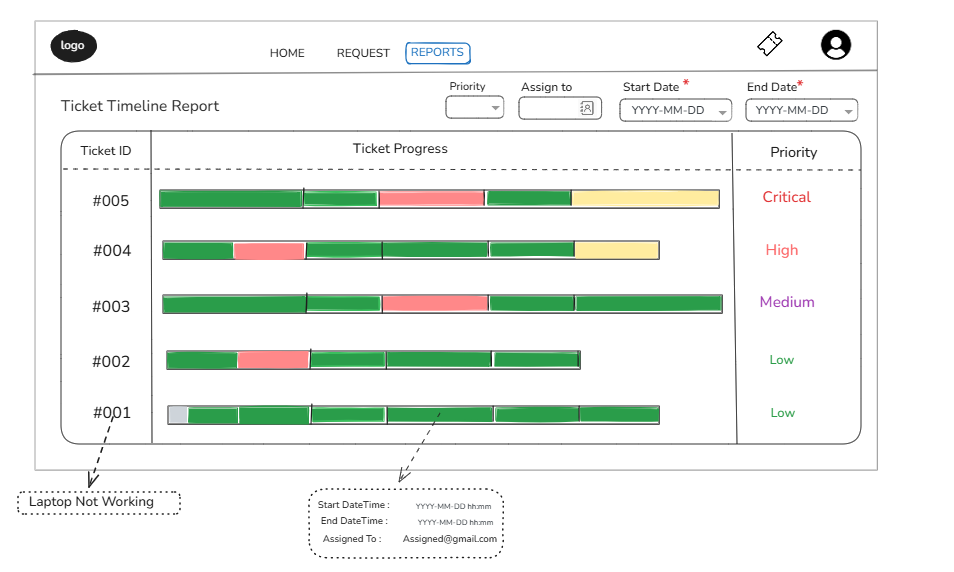 logo
HOME REQUEST REPORTS
Ticket Timeline Report
Priority Assign to Start Date * End Date*
YYYY-MM-DD YYYY-MM-DD
Ticket ID Ticket Progress Priority
#005 Critical
#004 High
#003 Medium
#002 Low
#001 Low
Laptop Not Working
Start DateTime : YYYY-MM-DD hh:mm
End DateTime : YYYY-MM-DD hh:mm
Assigned To : Assigned@gmail.com